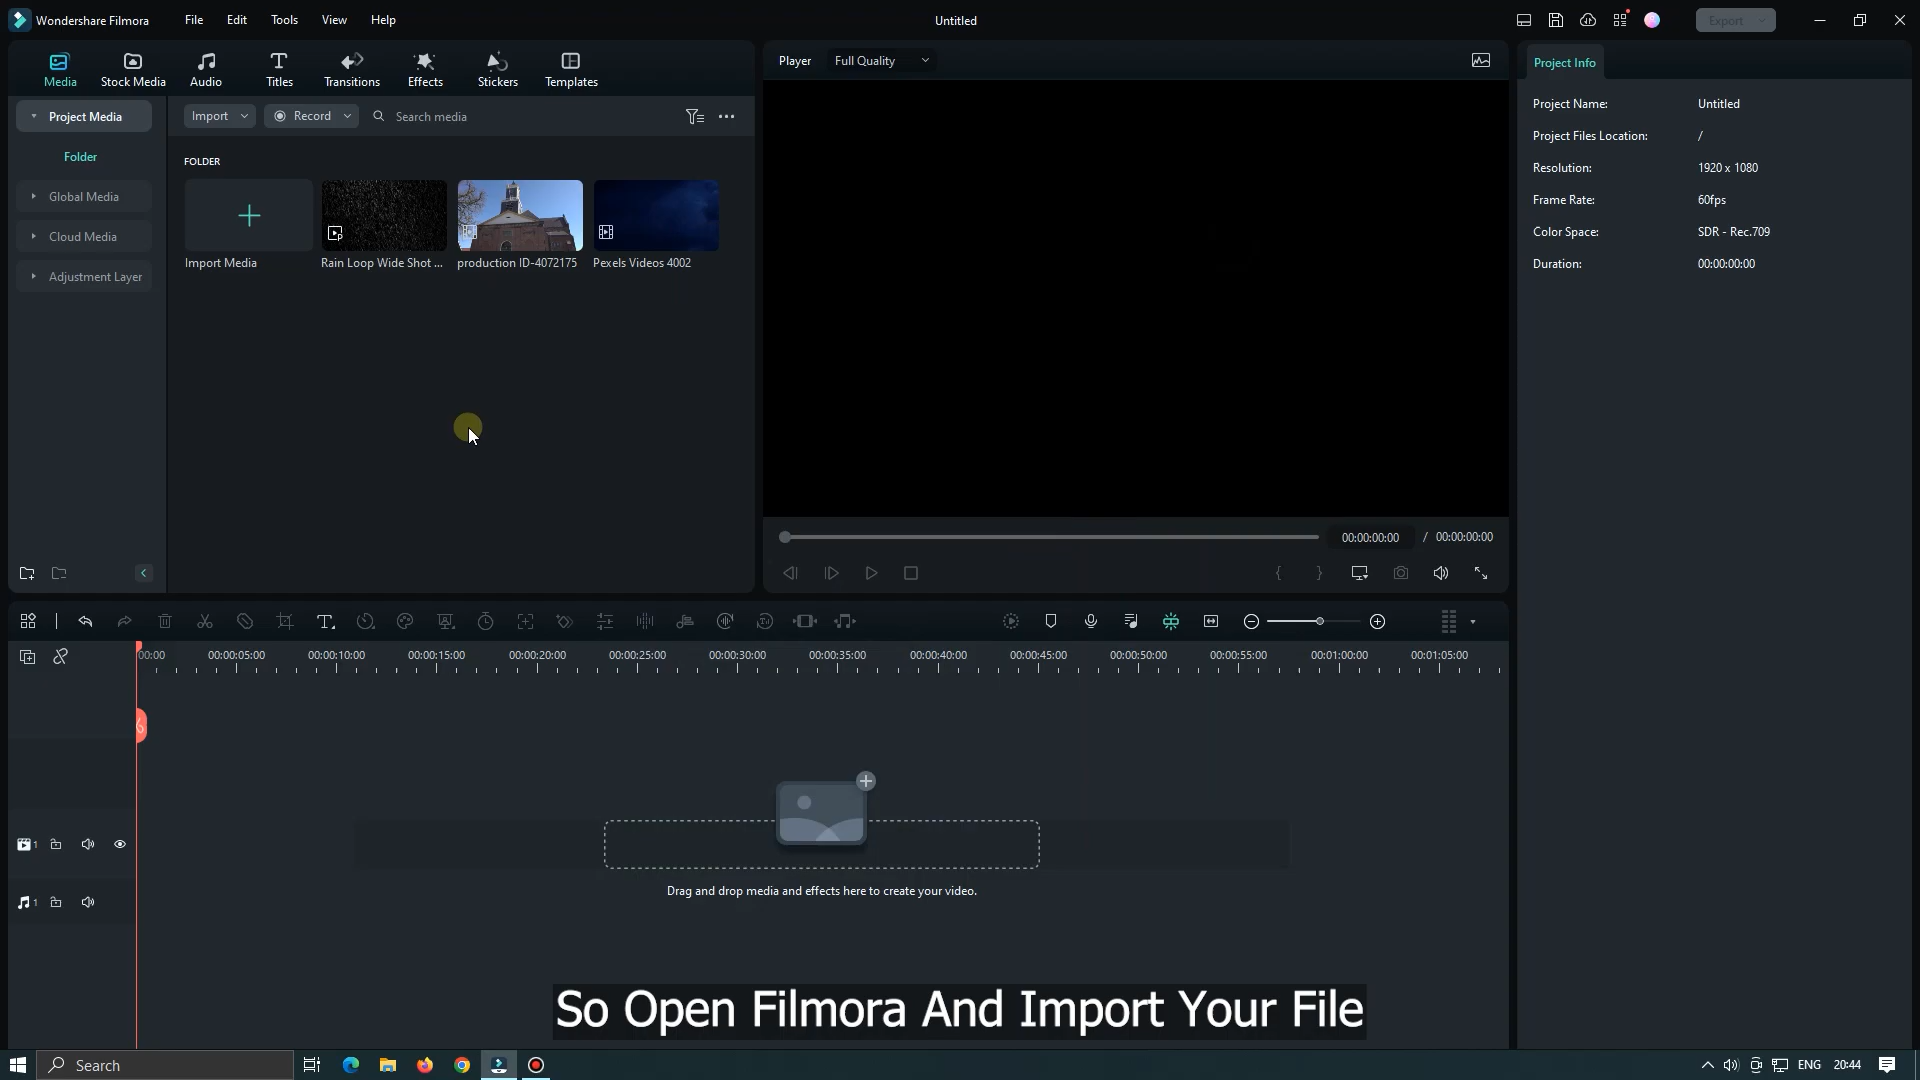 Wondershare Filmora
File
Edit
Tools
View
Help
Untitled
Export
Media
Stock Media
Audio
Titles
Transitions
Effects
Stickers
Templates
Player
Full Quality
Project Info
Project Media
Import
Record
Search media
Folder
Global Media
Cloud Media
Adjustment Layer
FOLDER
Import Media
Rain Loop Wide Shot ...
production ID-4072175
Pexels Videos 4002
Project Name:
Untitled
Project Files Location:
/
Resolution:
1920 x 1080
Frame Rate:
60fps
Color Space:
SDR - Rec.709
Duration:
00:00:00:00
00:00:00:00
/
00:00:00:00
00:00
00:00:05:00
00:00:10:00
00:00:15:00
00:00:20:00
00:00:25:00
00:00:30:00
00:00:35:00
00:00:40:00
00:00:45:00
00:00:50:00
00:00:55:00
00:01:00:00
00:01:05:00
1
1
Drag and drop media and effects here to create your video.
So Open Filmora And Import Your File
Search
ENG
20:44